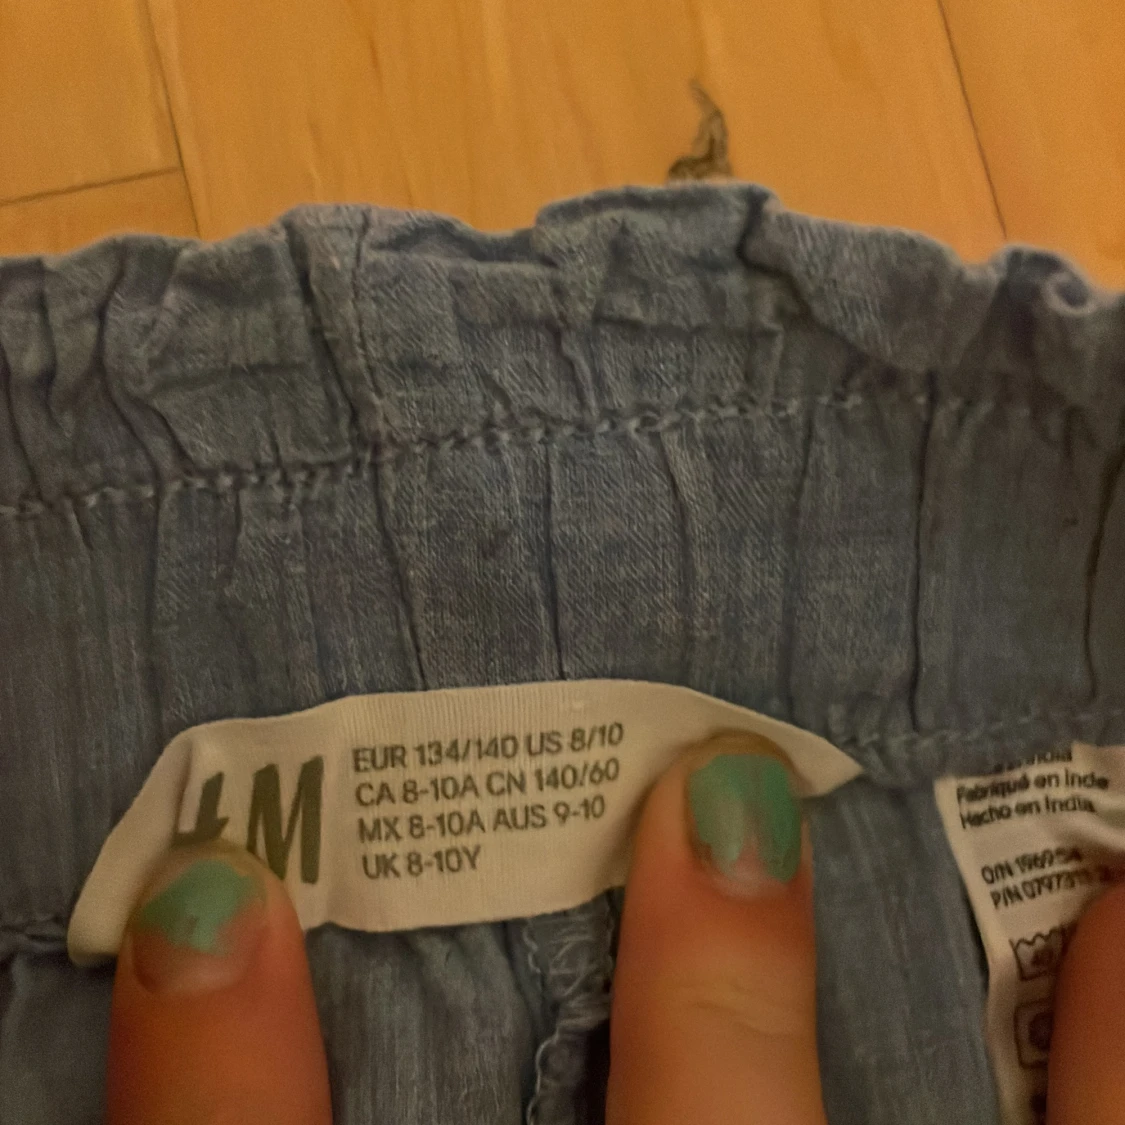 H&M
EUR 134/140 US 8/10
CA 8-10A CN 140/60
MX 8-10A AUS 9-10
UK 8-10Y
India
Fabriqué en Inde
Hecho en India
O/N
P/N